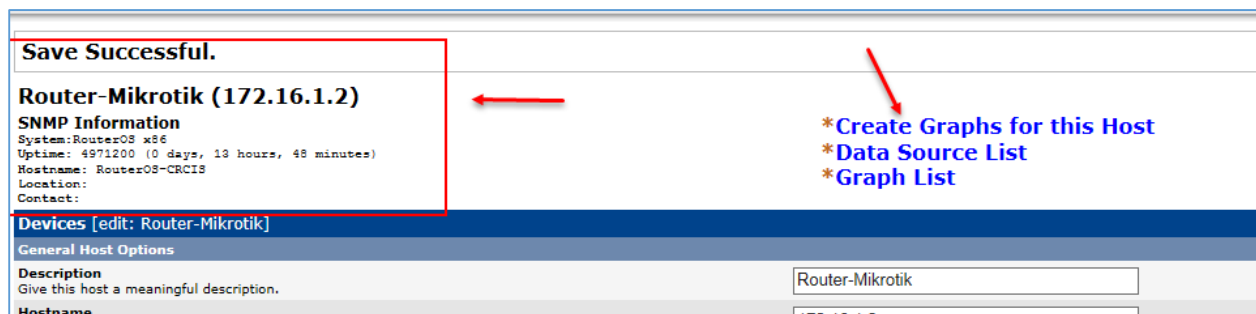 Save Successful.
Router-Mikrotik (172.16.1.2)
SNMP Information
System:RouterOS x86
Uptime: 4971200 (0 days, 13 hours, 48 minutes)
Hostname: RouterOS-CRCIS
Location:
Contact:
*Create Graphs for this Host
*Data Source List
*Graph List
Devices [edit: Router-Mikrotik]
General Host Options
Description
Give this host a meaningful description.
Router-Mikrotik
Hostname